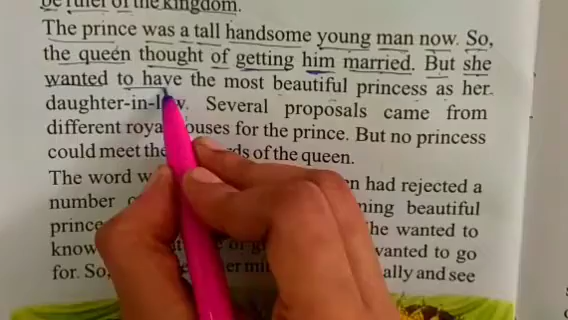 be ruler of the kingdom.
The prince was a tall handsome young man now. So,
the queen thought of getting him married. But she
wanted to have the most beautiful princess as her
daughter-in-law. Several proposals came from
different royal houses for the prince. But no princess
could meet the of the queen.
The word had rejected a
number beautiful
prince he wanted to
know wanted to go
for. So, ally and see